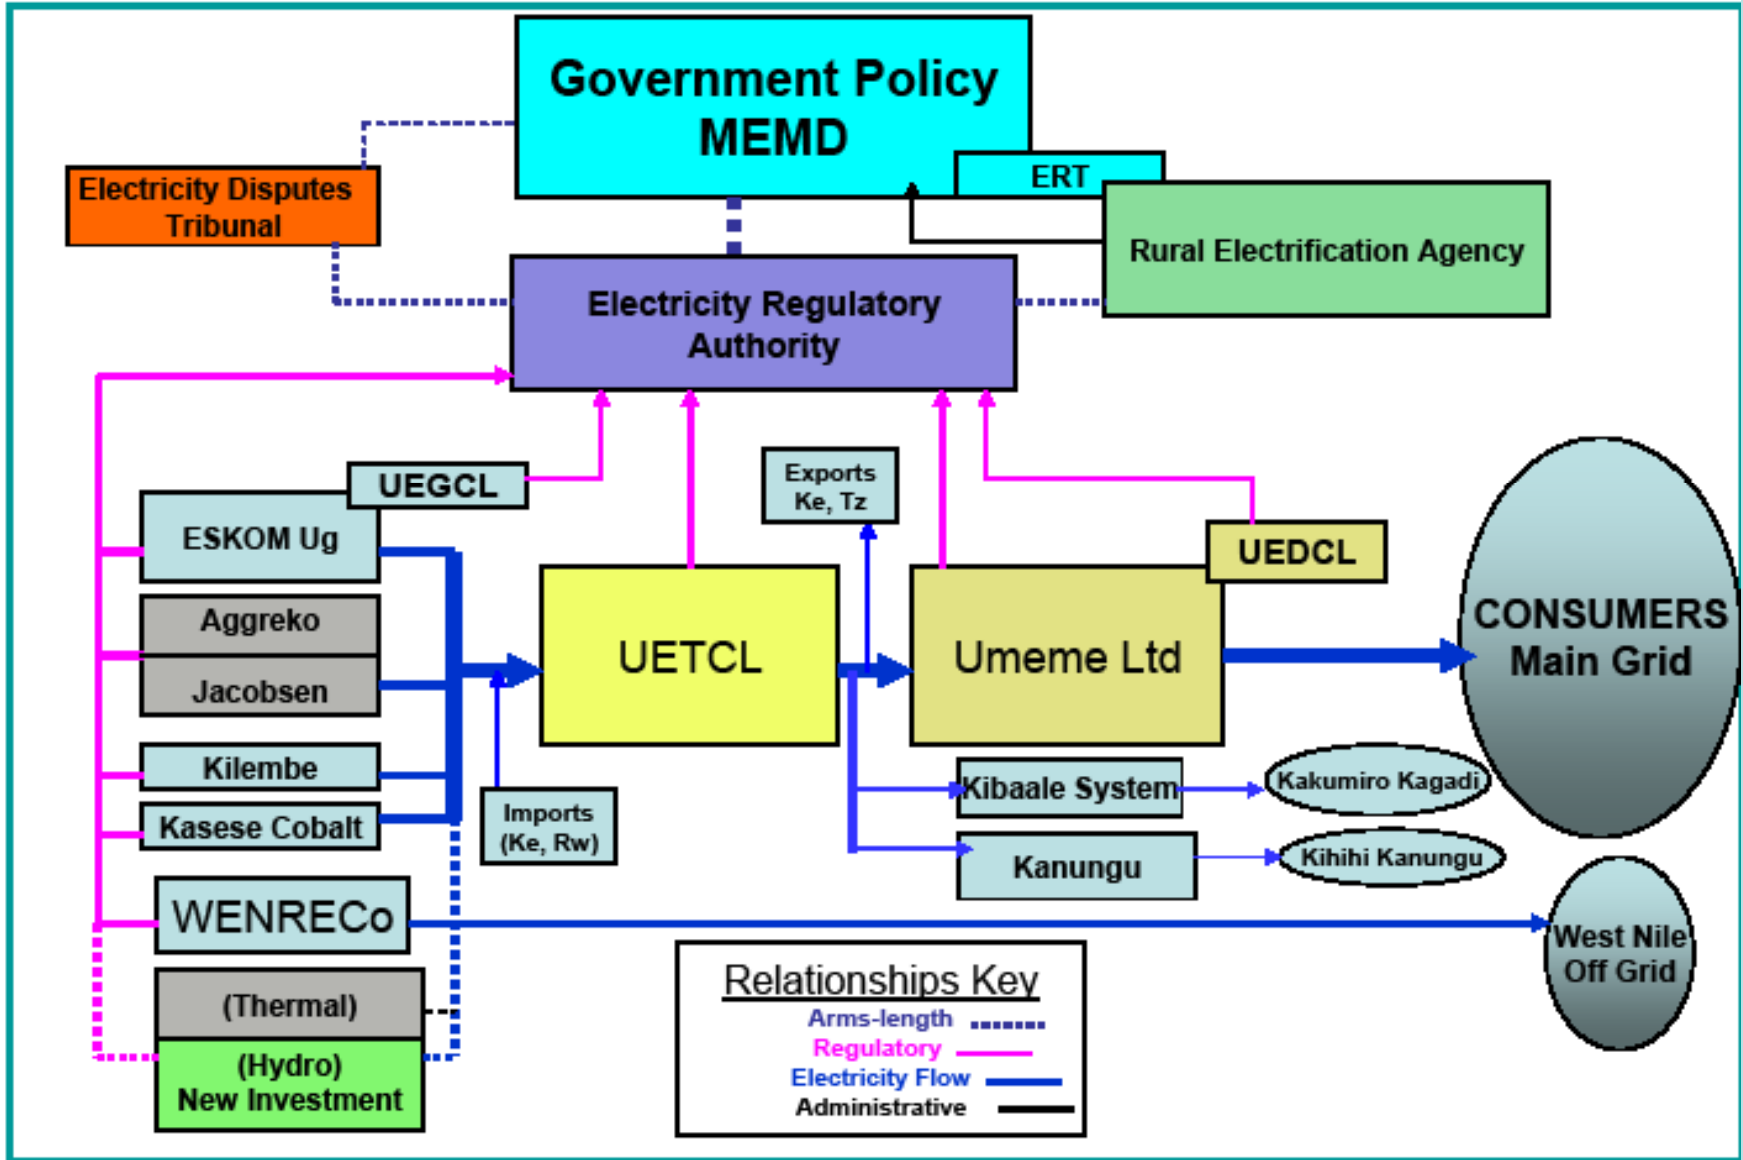 Government Policy
MEMD
ERT
Electricity Disputes
Tribunal
Rural Electrification Agency
Electricity Regulatory
Authority
UEGCL
ESKOM Ug
Aggreko
Jacobsen
Kilembe
Kasese Cobalt
WENRECo
(Thermal)
(Hydro)
New Investment
Imports
(Ke, Rw)
UETCL
Exports
Ke, Tz
UEDCL
Umeme Ltd
CONSUMERS
Main Grid
Kibaale System
Kakumiro Kagadi
Kanungu
Kihihi Kanungu
West Nile
Off Grid
Relationships Key
Arms-length
Regulatory
Electricity Flow
Administrative